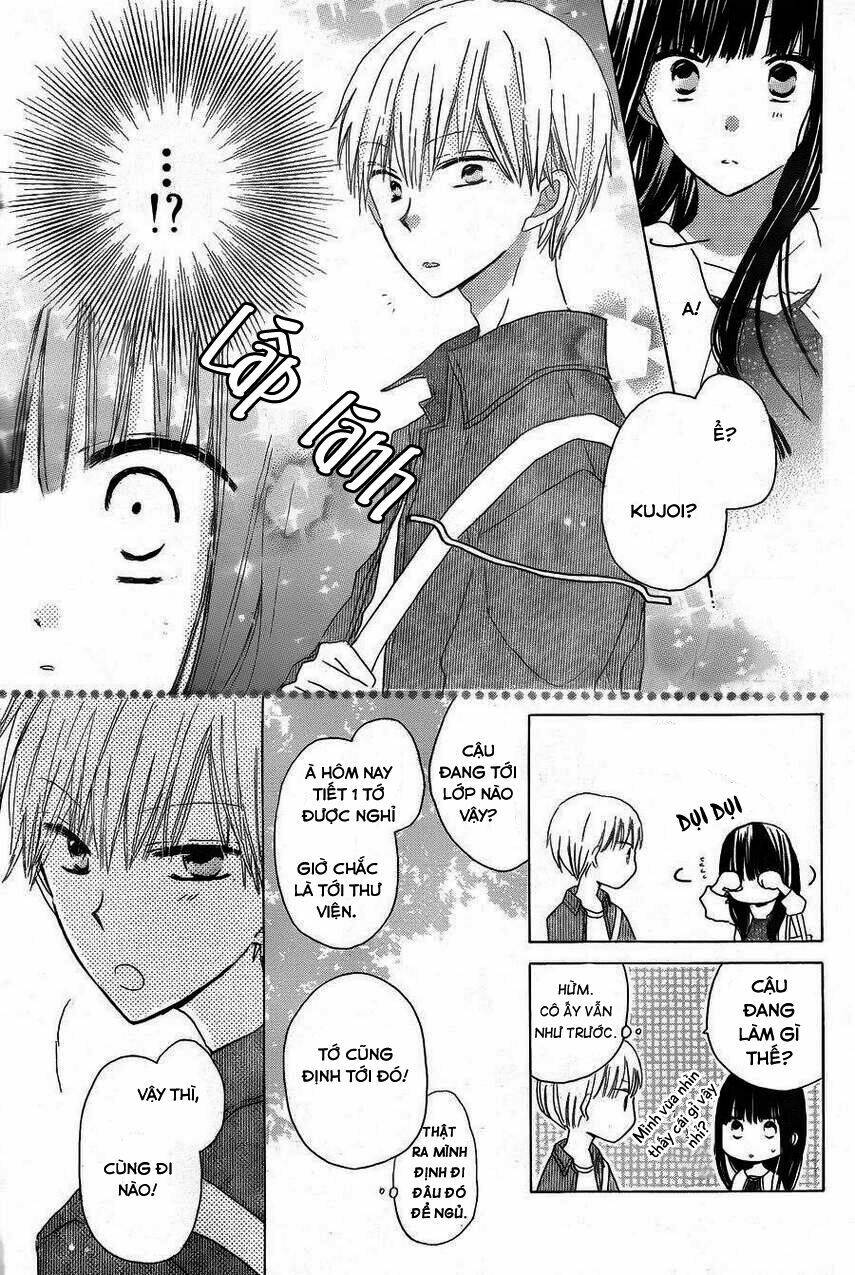 A!
Ể?
KUJOI?
...
!?
Lấp lánh
DỤI DỤI
CẬU
ĐANG
LÀM GÌ
THẾ?
HỪM.
CÔ ẤY VẪN
NHƯ TRƯỚC.
Mình vừa nhìn
thấy cái gì vậy
nhỉ?
CẬU
ĐANG TỚI
LỚP NÀO
VẬY?
À HÔM NAY
TIẾT 1 TỚ
ĐƯỢC NGHỈ
GIỜ CHẮC
LÀ TỚI THƯ
VIỆN.
TỚ CŨNG
ĐỊNH TỚI ĐÓ!
THẬT
RA MÌNH
ĐỊNH ĐI
ĐÂU ĐÓ
ĐỂ NGỦ.
VẬY THÌ,
CÙNG ĐI
NÀO!